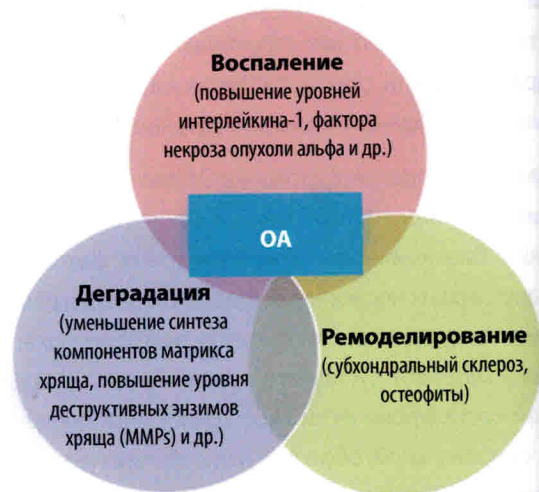 Воспаление
(повышение уровней
интерлейкина-1, фактора
некроза опухоли альфа и др.)
ОА
Деградация
(уменьшение синтеза
компонентов матрикса
хряща, повышение уровня
деструктивных энзимов
хряща (MMPs) и др.)
Ремоделирование
(субхондральный склероз,
остеофиты)